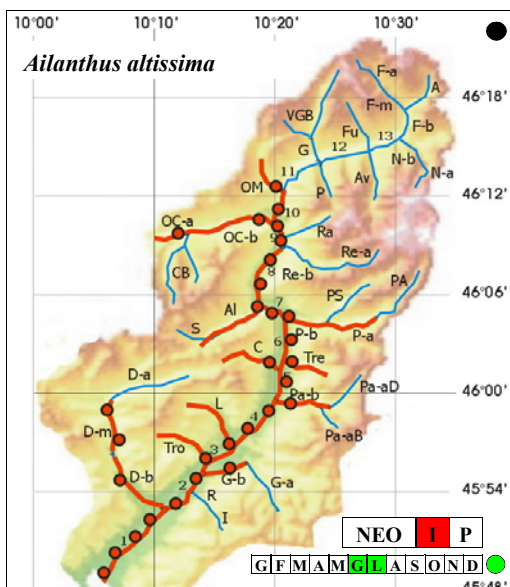 10°00' 10°10' 10°20' 10°30'
Ailanthus altissima
F-a
A
46°18'
F-m
VGB
F-b
Fu
13
G
12
N-b
11
N-a
OM
P
Av
46°12'
10
OC-a
Ra
OC-b
9
Re-a
CB
8
Re-b
PA
46°06'
PS
7
Al
S
6
P-b
P-a
C
Tre
D-a
5
46°00'
Pa-b
Pa-aD
L
4
D-m
Pa-aB
Tro
3
D-b
2
G-b
G-a
R
45°54'
I
1
NEO I P
G F M A M G L A S O N D
45°48'